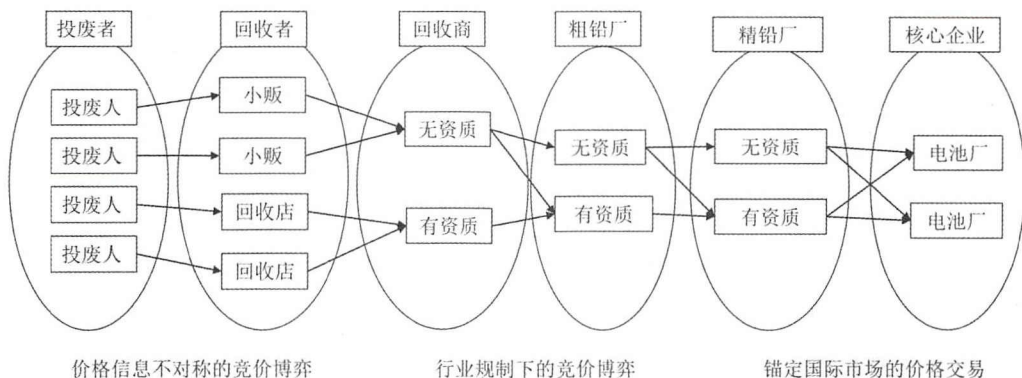 投废者 回收者 回收商 粗铅厂 精铅厂 核心企业
投废人 小贩 无资质 无资质 无资质 电池厂
投废人 小贩
投废人 回收店 有资质 有资质 有资质 电池厂
投废人 回收店
价格信息不对称的竞价博弈 行业规制下的竞价博弈 锚定国际市场的价格交易